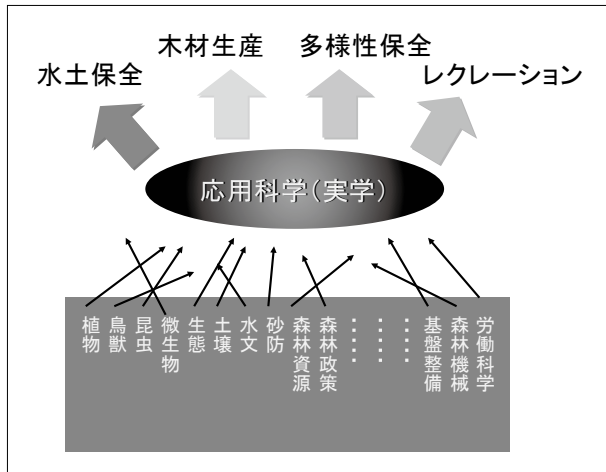 木材生産
多様性保全
水土保全
レクレーション
応用科学(実学)
植物
鳥獣
昆虫
微生物
生態
土壌
水文
砂防
森林資源
森林政策
：：：
：：：
：：：
基盤整備
森林機械
労働科学